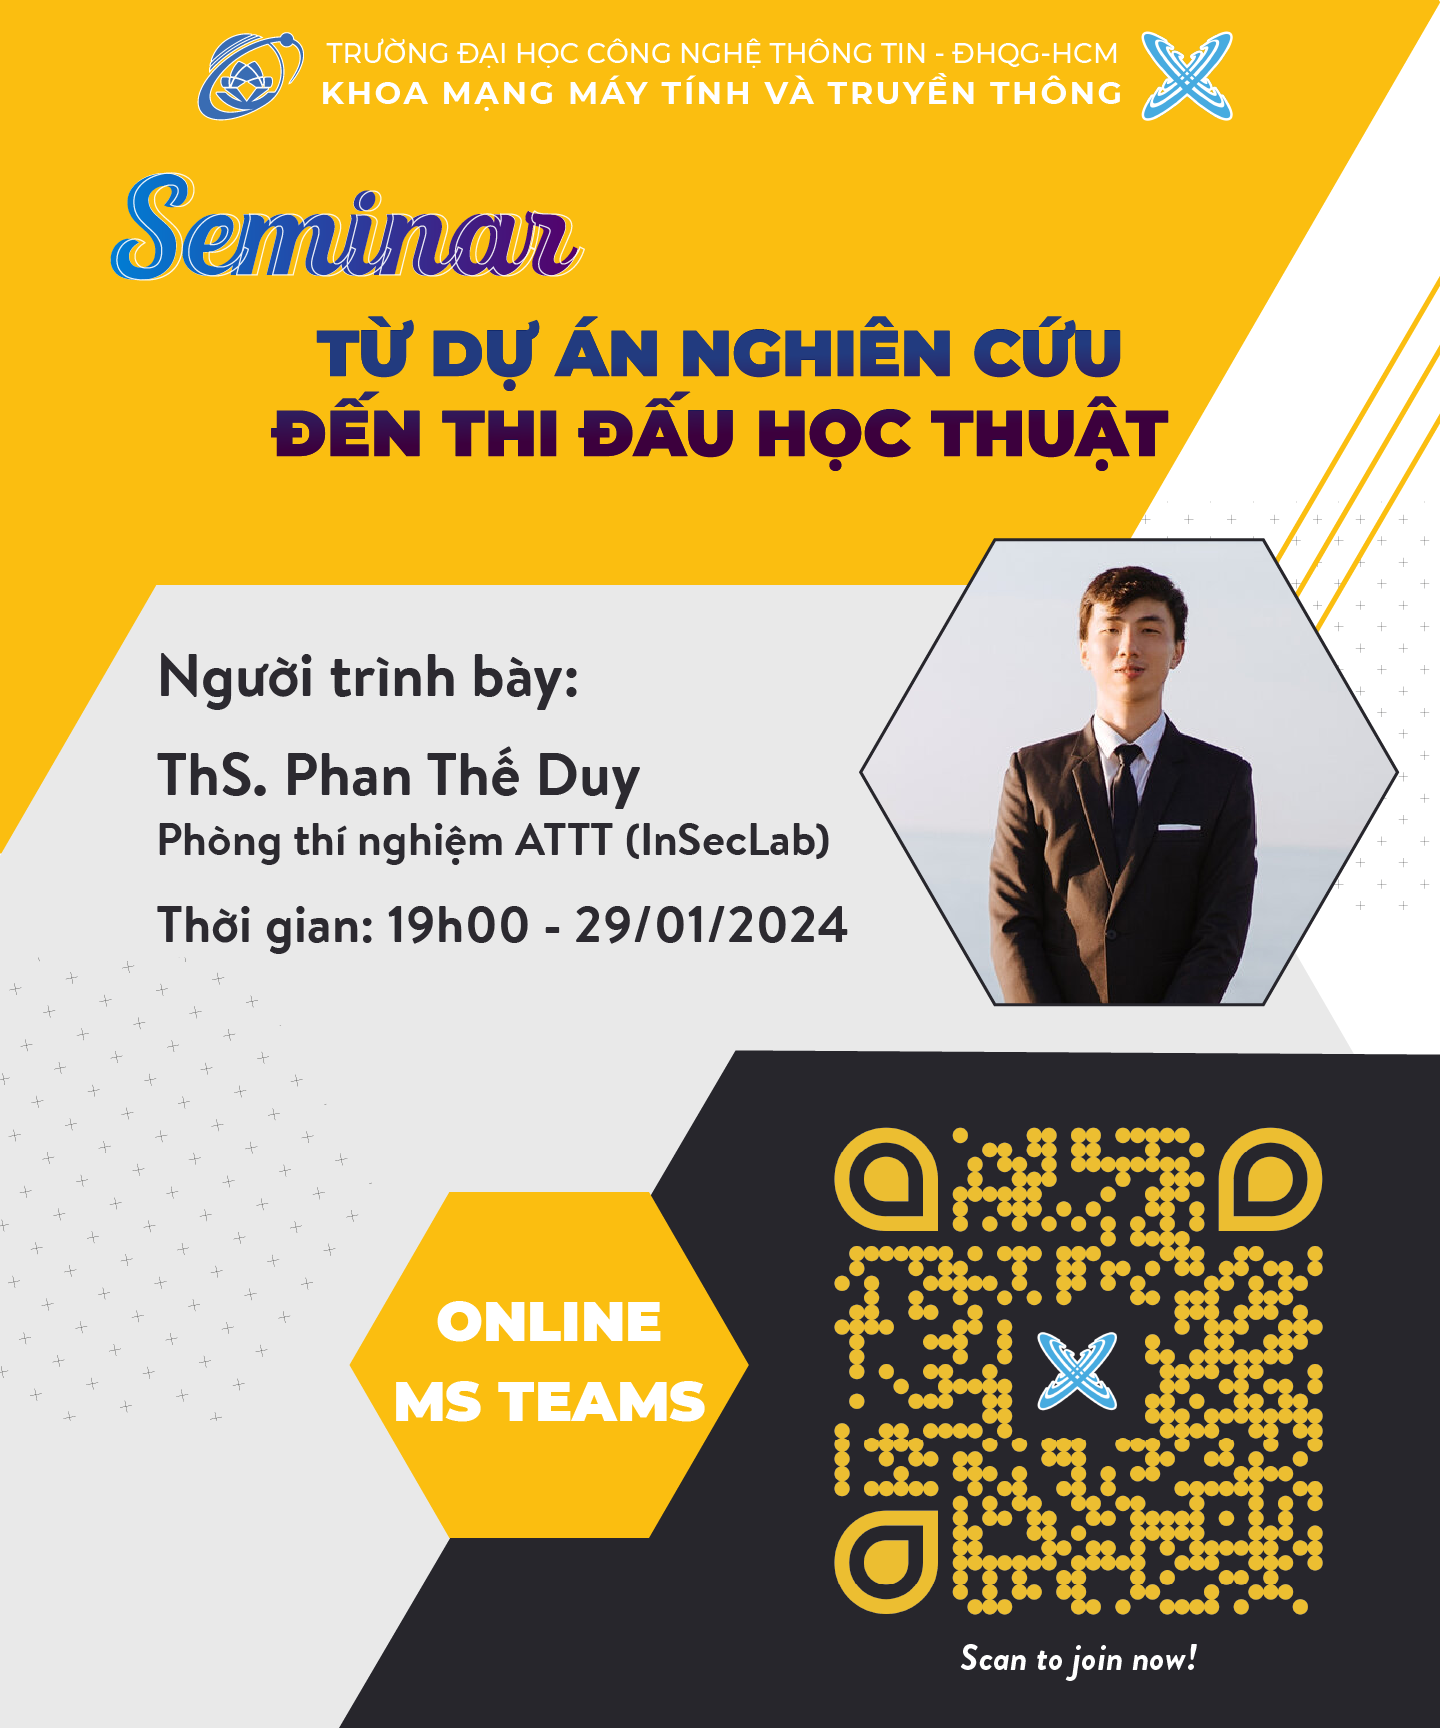 TRƯỜNG ĐẠI HỌC CÔNG NGHỆ THÔNG TIN - ĐHQG-HCM
KHOA MẠNG MÁY TÍNH VÀ TRUYỀN THÔNG
Seminar
TỪ DỰ ÁN NGHIÊN CỨU
ĐẾN THI ĐẤU HỌC THUẬT
Người trình bày:
ThS. Phan Thế Duy
Phòng thí nghiệm ATTT (InSecLab)
Thời gian: 19h00 - 29/01/2024
ONLINE
MS TEAMS
Scan to join now!